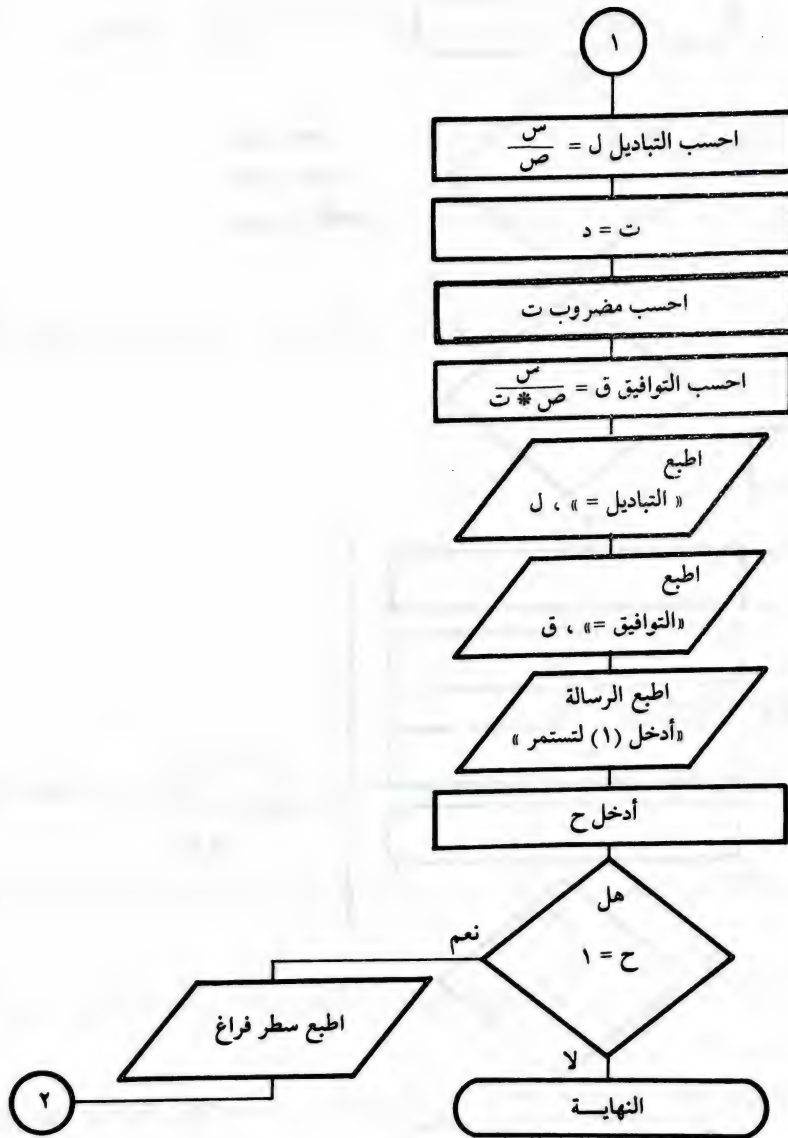 ١
احسب التباديل ل = س / ص
ت = د
احسب مضروب ت
احسب التوافيق ق = س / ص * ت
اطبع
« التباديل = » ، ل
اطبع
«التوافيق =» ، ق
اطبع الرسالة
«أدخل (١) لتستمر »
أدخل ح
هل
ح = ١
نعم
اطبع سطر فراغ
٢
لا
النهايـــة